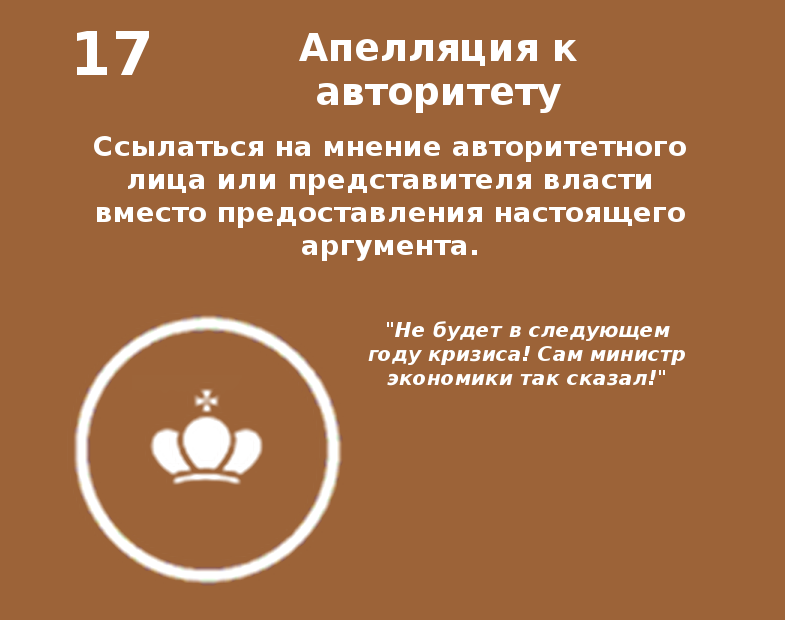 17
Апелляция к
авторитету
Ссылаться на мнение авторитетного
лица или представителя власти
вместо предоставления настоящего
аргумента.
"Не будет в следующем
году кризиса! Сам министр
экономики так сказал!"